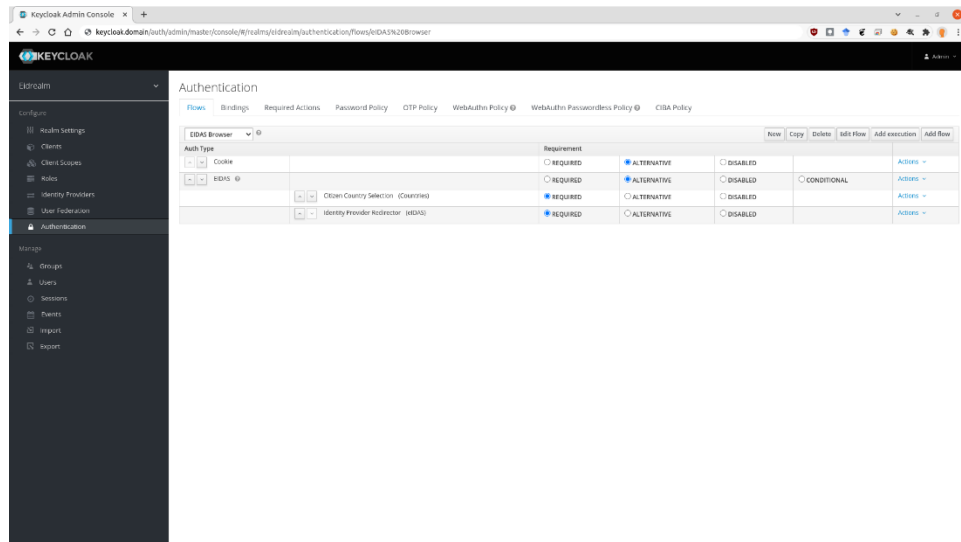 Keycloak Admin Console
keycloak.domain/auth/admin/master/console/#/realms/eidrealm/authentication/flows/eIDAS%20Browser
KEYCLOAK
Admin
Eidrealm
Configure
Realm Settings
Clients
Client Scopes
Roles
Identity Providers
User Federation
Authentication
Manage
Groups
Users
Sessions
Events
Import
Export
Authentication
Flows Bindings Required Actions Password Policy OTP Policy WebAuthn Policy WebAuthn Passwordless Policy CIBA Policy
EIDAS Browser New Copy Delete Edit Flow Add execution Add flow
Auth Type Requirement
Cookie REQUIRED ALTERNATIVE DISABLED Actions
EIDAS REQUIRED ALTERNATIVE DISABLED CONDITIONAL Actions
Citizen Country Selection (Countries) REQUIRED ALTERNATIVE DISABLED Actions
Identity Provider Redirector (eIDAS) REQUIRED ALTERNATIVE DISABLED Actions